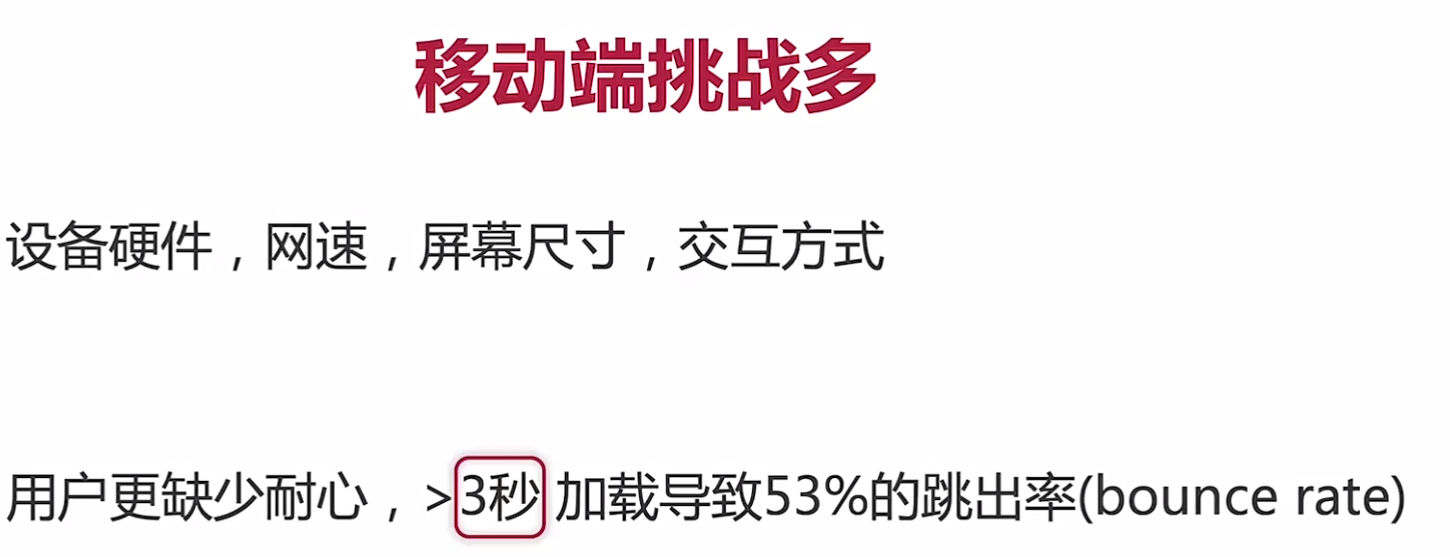 移动端挑战多
设备硬件，网速，屏幕尺寸，交互方式
用户更缺少耐心，>3秒 加载导致53%的跳出率(bounce rate)